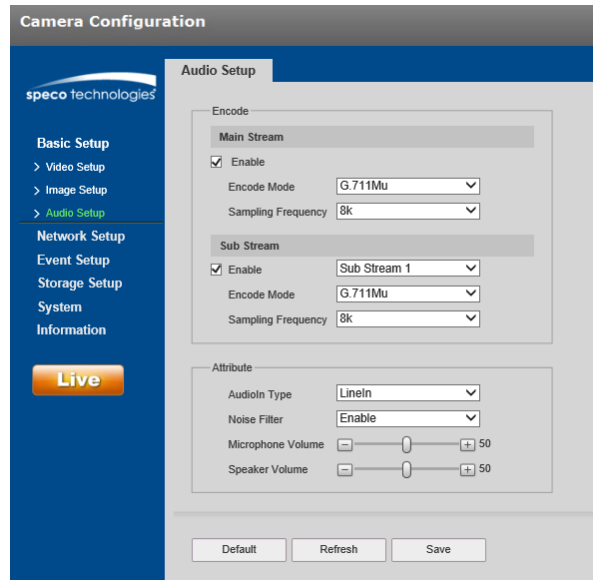 Camera Configuration
speco technologies
Basic Setup
> Video Setup
> Image Setup
> Audio Setup
Network Setup
Event Setup
Storage Setup
System
Information
Live
Audio Setup
Encode
Main Stream
Enable
Encode Mode G.711Mu
Sampling Frequency 8k
Sub Stream
Enable Sub Stream 1
Encode Mode G.711Mu
Sampling Frequency 8k
Attribute
AudioIn Type LineIn
Noise Filter Enable
Microphone Volume - + 50
Speaker Volume - + 50
Default Refresh Save